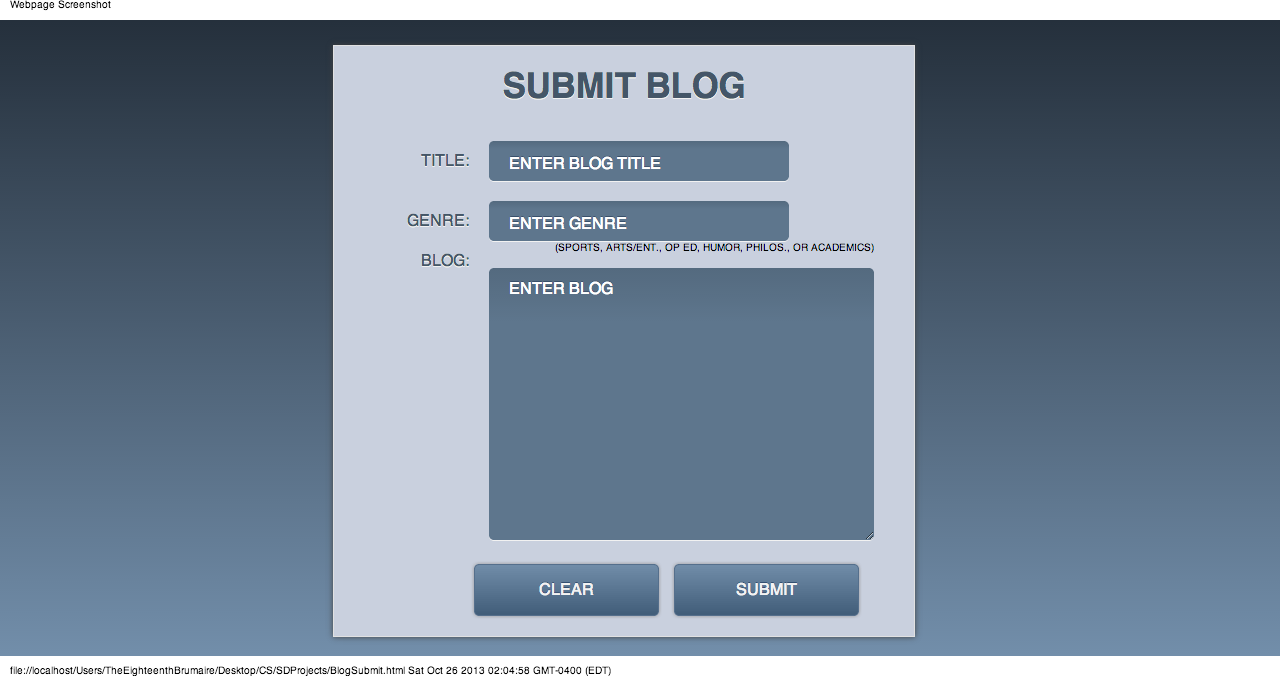 Webpage Screenshot
SUBMIT BLOG
TITLE:
ENTER BLOG TITLE
GENRE:
ENTER GENRE
(SPORTS, ARTS/ENT., OP ED, HUMOR, PHILOS., OR ACADEMICS)
BLOG:
ENTER BLOG
CLEAR
SUBMIT
file://localhost/Users/TheEighteenthBrumaire/Desktop/CS/SDProjects/BlogSubmit.html Sat Oct 26 2013 02:04:58 GMT-0400 (EDT)